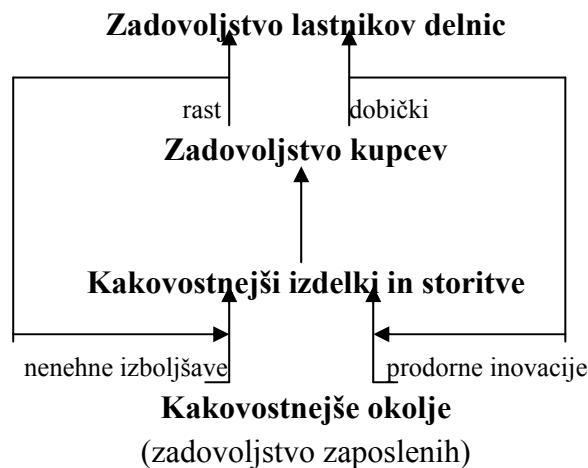 Zadovoljstvo lastnikov delnic
rast dobički
Zadovoljstvo kupcev
Kakovostnejši izdelki in storitve
nenehne izboljšave prodorne inovacije
Kakovostnejše okolje
(zadovoljstvo zaposlenih)